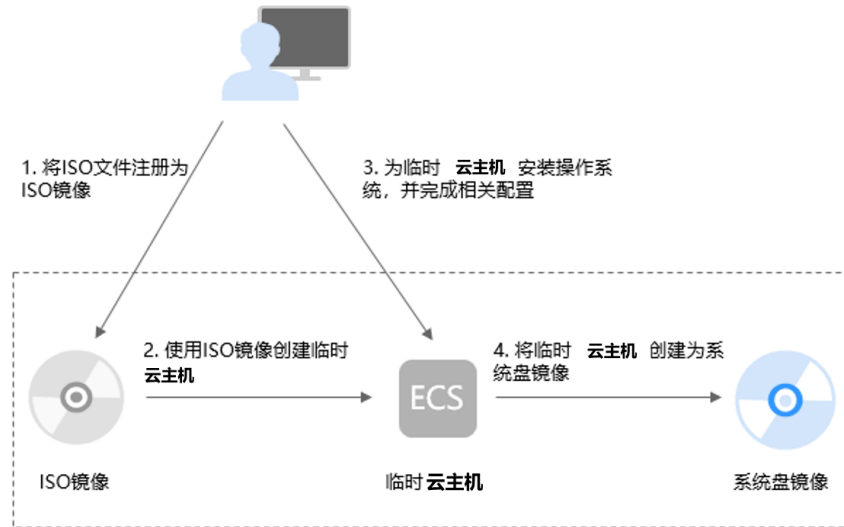 1. 将ISO文件注册为
ISO镜像
3. 为临时 云主机 安装操作系
统，并完成相关配置
2. 使用ISO镜像创建临时
云主机
4. 将临时 云主机 创建为系
统盘镜像
ECS
ISO镜像
临时云主机
系统盘镜像